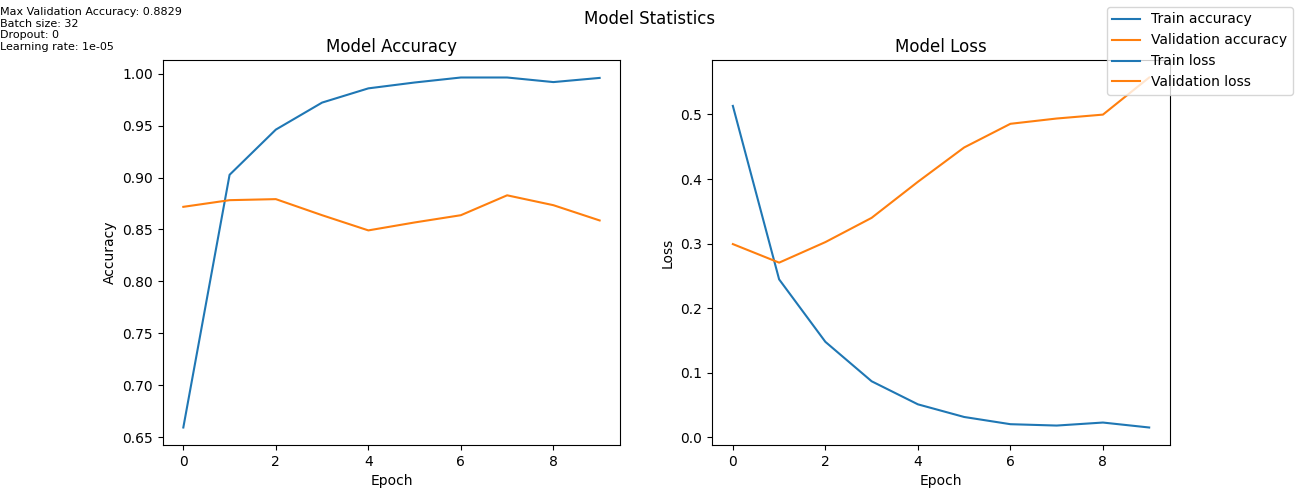 Max Validation Accuracy: 0.8829
Batch size: 32
Dropout: 0
Learning rate: 1e-05
Model Statistics
Model Accuracy
1.00
0.95
0.90
0.85
0.80
0.75
0.70
0.65
Accuracy
0 2 4 6 8
Epoch
Model Loss
0.5
0.4
0.3
0.2
0.1
0.0
Loss
0 2 4 6 8
Epoch
Train accuracy
Validation accuracy
Train loss
Validation loss